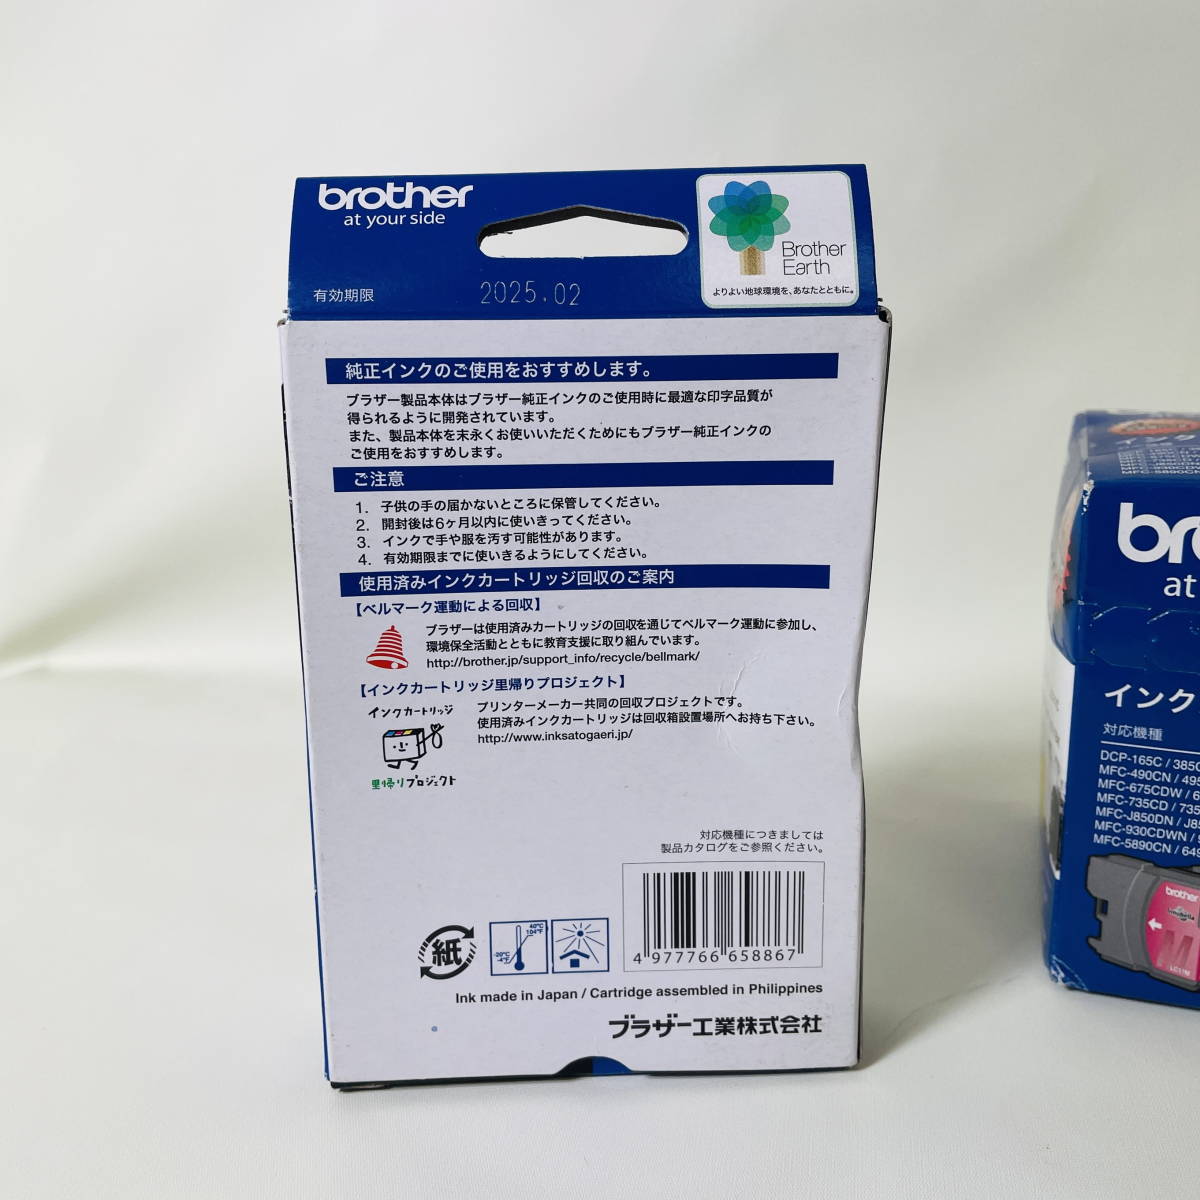 brother
at your side
Brother
Earth
よりよい地球環境を、あなたとともに。
有効期限 2025.02
純正インクのご使用をおすすめします。
ブラザー製品本体はブラザー純正インクのご使用時に最適な印字品質が
得られるように開発されています。
また、製品本体を末永くお使いいただくためにもブラザー純正インクの
ご使用をおすすめします。
ご注意
1. 子供の手の届かないところに保管してください。
2. 開封後は6ヶ月以内に使いきってください。
3. インクで手や服を汚す可能性があります。
4. 有効期限までに使いきるようにしてください。
使用済みインクカートリッジ回収のご案内
【ベルマーク運動による回収】
ブラザーは使用済みカートリッジの回収を通じてベルマーク運動に参加し、
環境保全活動とともに教育支援に取り組んでいます。
http://brother.jp/support_info/recycle/bellmark/
【インクカートリッジ里帰りプロジェクト】
インクカートリッジ
里帰りプロジェクト
プリンターメーカー共同の回収プロジェクトです。
使用済みインクカートリッジは回収箱設置場所へお持ち下さい。
http://www.inksatogaeri.jp/
対応機種につきましては
製品カタログをご参照ください。
紙
40°C
104°F
-20°C
-4°F
4 977766 658867
Ink made in Japan / Cartridge assembled in Philippines
ブラザー工業株式会社
インク
bro
at
インク
対応機種
DCP-165C / 385C
MFC-490CN / 495
MFC-675CDW / 6
MFC-735CD / 735
MFC-J850DN / J85
MFC-930CDWN /
MFC-5890CN / 649
brother
LC11M